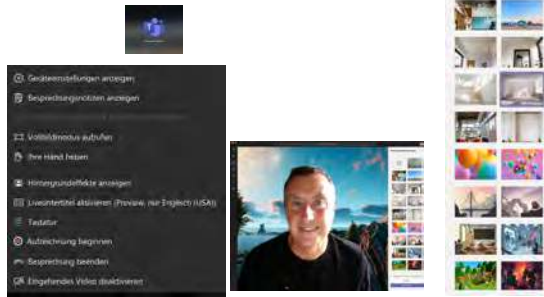 Geräteeinstellungen anzeigen
Besprechungsnotizen anzeigen
Vollbildmodus aufrufen
Ihre Hand heben
Hintergrundeffekte anzeigen
Liveuntertitel aktivieren (Preview, nur Englisch (USA))
Tastatur
Aufzeichnung beginnen
Besprechung beenden
Eingehendes Video deaktivieren